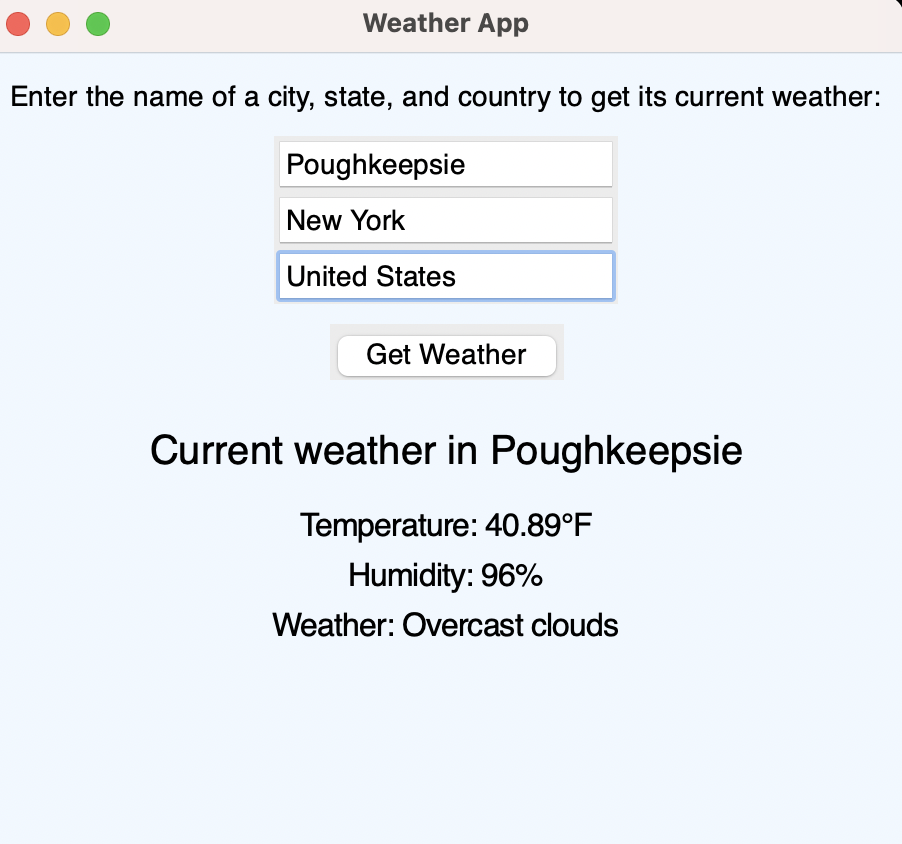 Weather App
Enter the name of a city, state, and country to get its current weather:
Poughkeepsie
New York
United States
Get Weather
Current weather in Poughkeepsie
Temperature: 40.89°F
Humidity: 96%
Weather: Overcast clouds